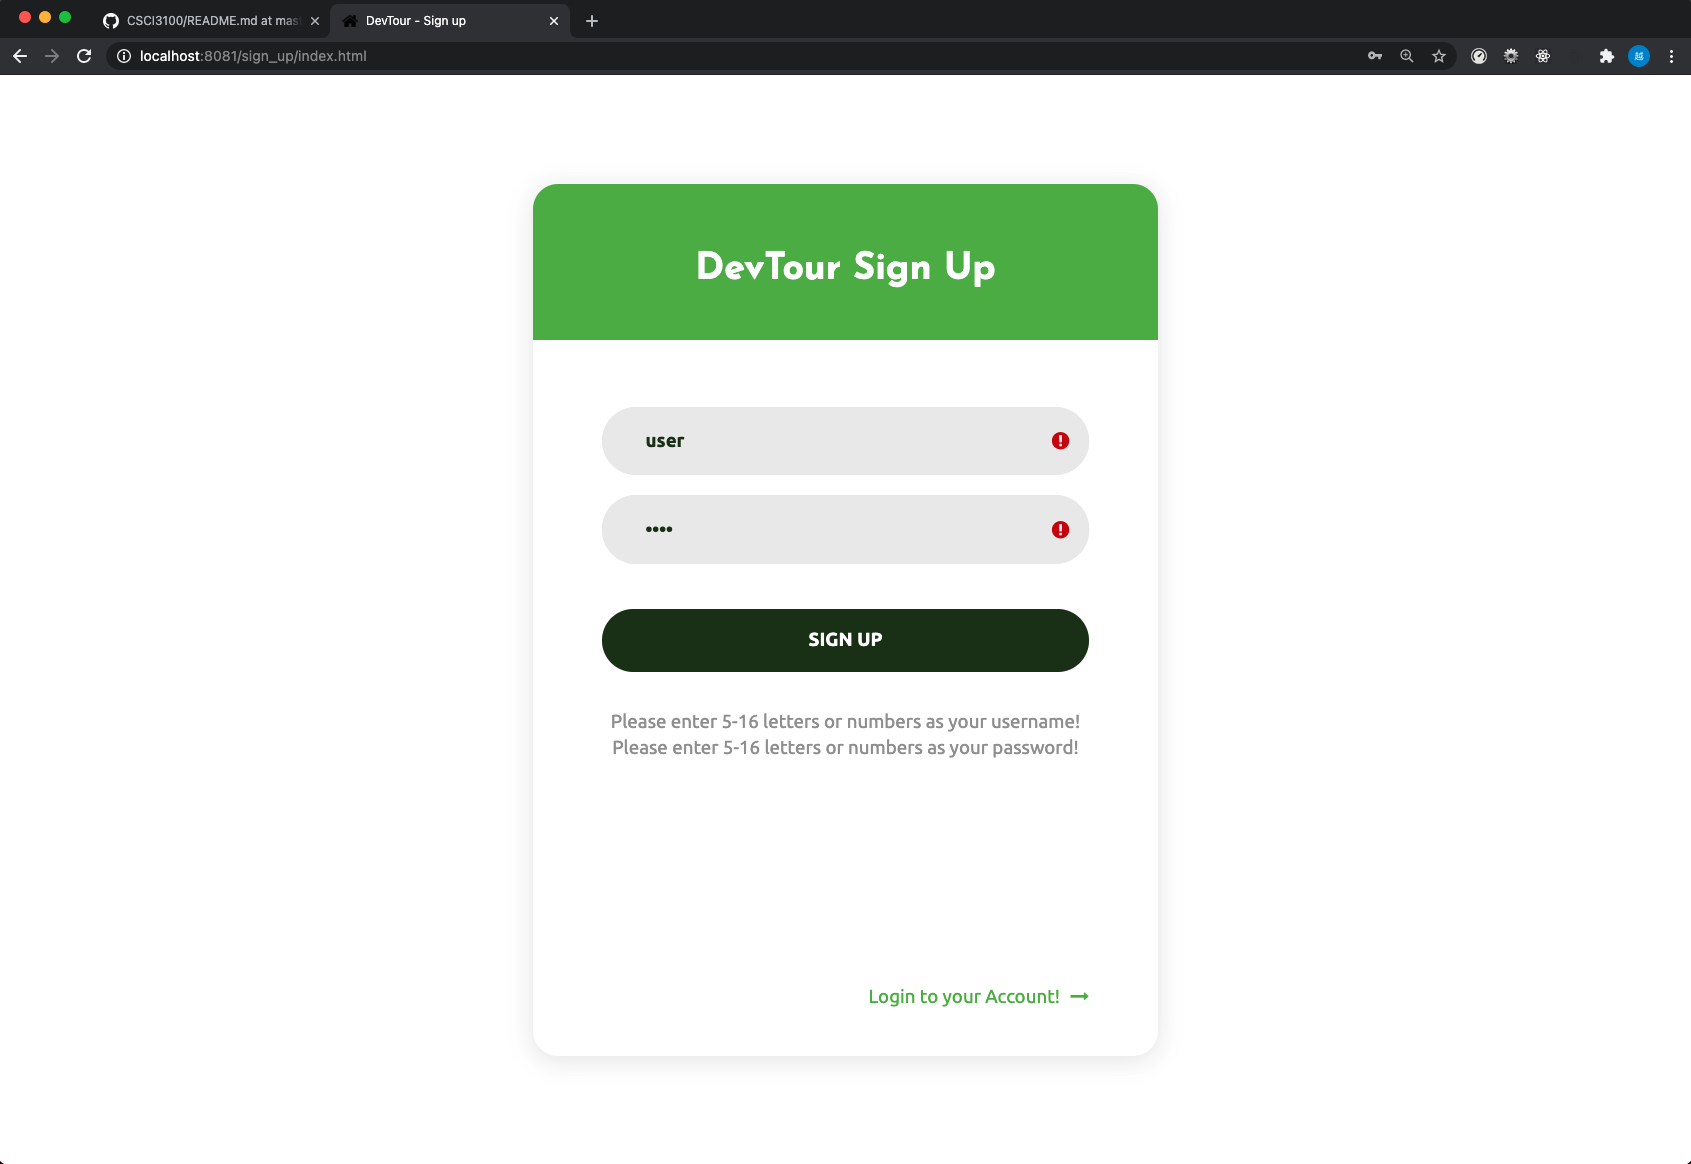 CSCI3100/README.md at mas
DevTour - Sign up
localhost:8081/sign_up/index.html
越
DevTour Sign Up
user
••••
SIGN UP
Please enter 5-16 letters or numbers as your username!
Please enter 5-16 letters or numbers as your password!
Login to your Account!